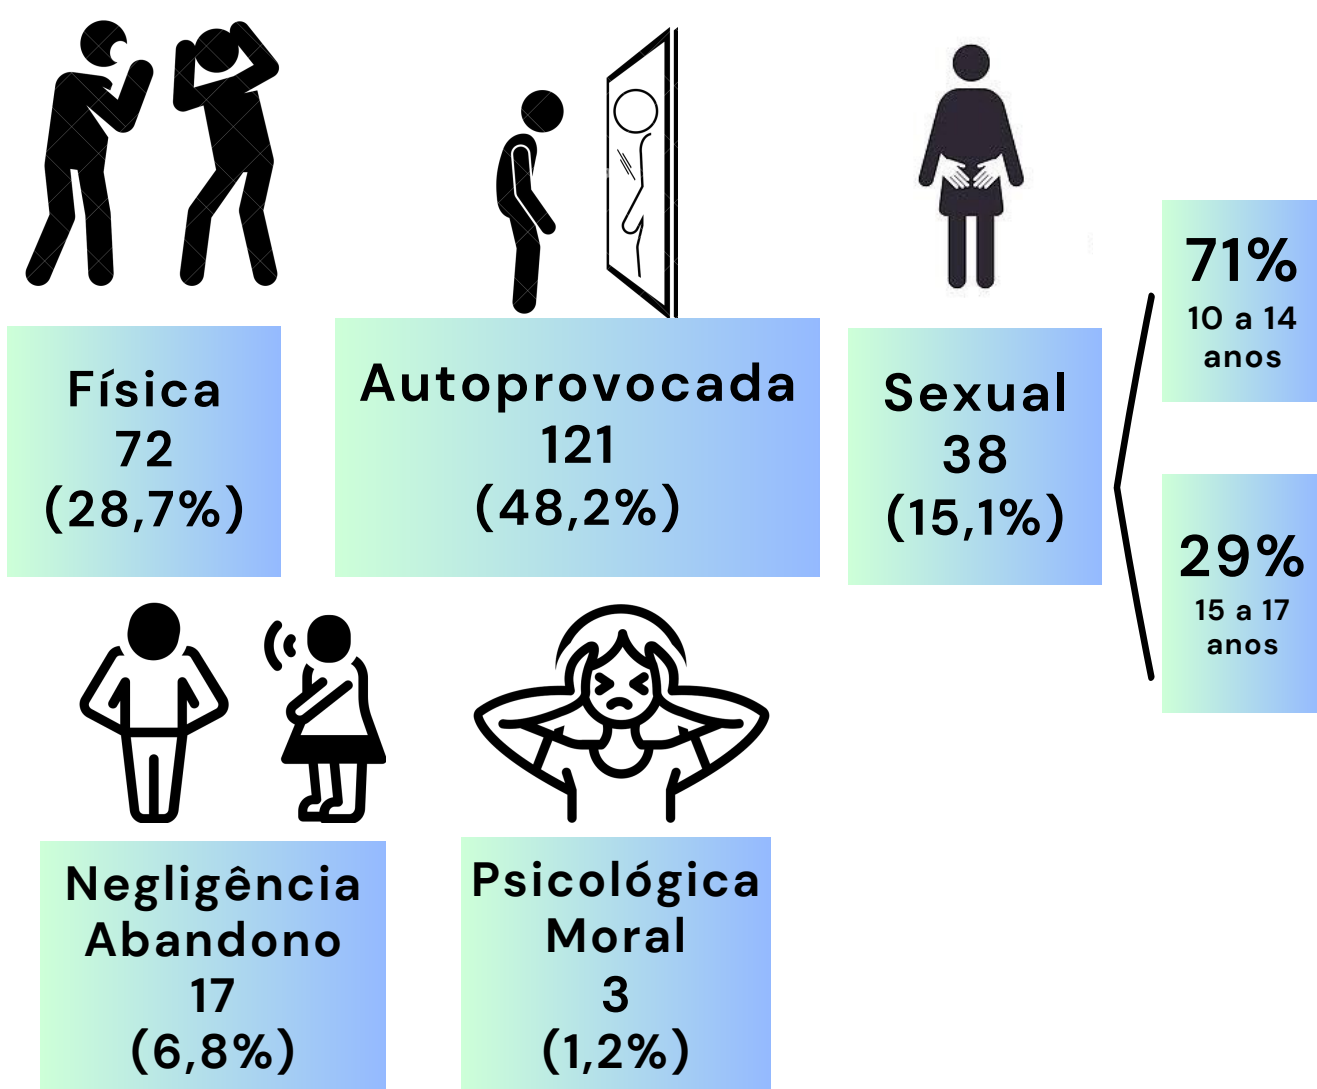 Física
72
(28,7%)
Autoprovocada
121
(48,2%)
Sexual
38
(15,1%)
71%
10 a 14
anos
29%
15 a 17
anos
Negligência
Abandono
17
(6,8%)
Psicológica
Moral
3
(1,2%)